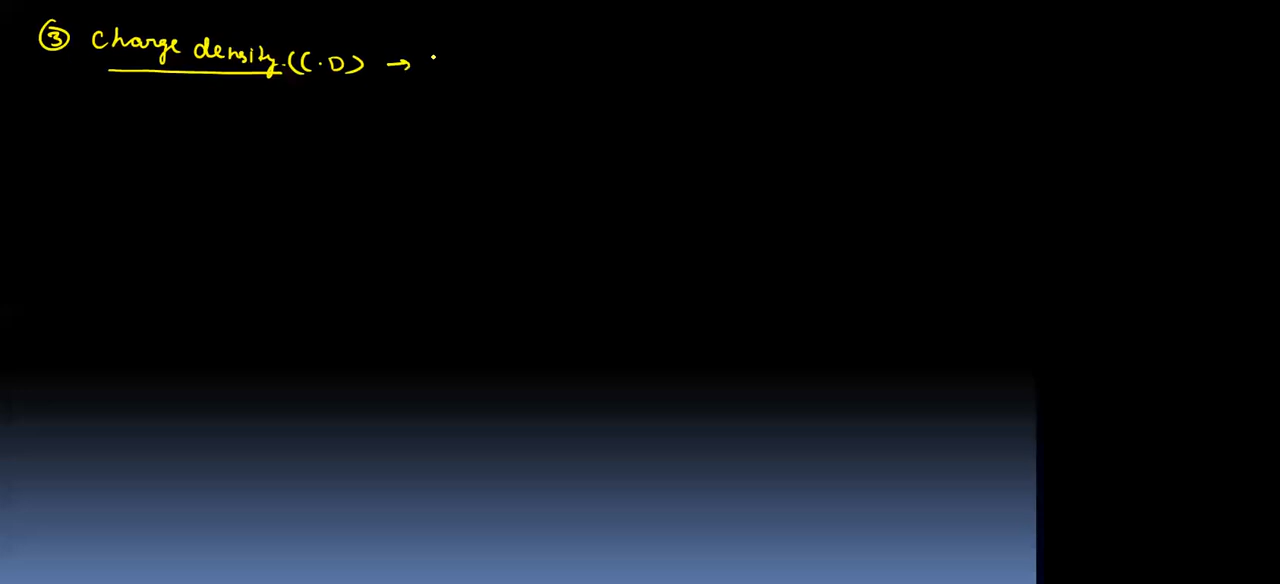 ③ Charge density. (C.D) →